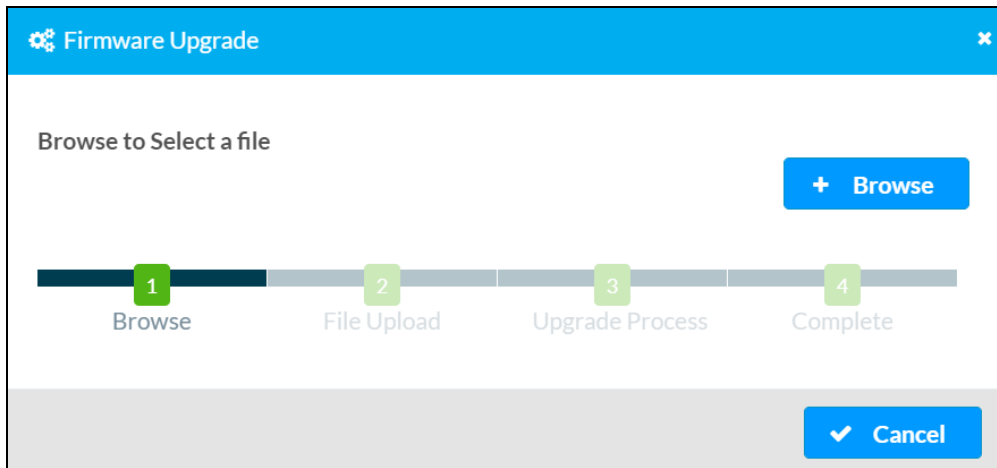 Firmware Upgrade
Browse to Select a file
+ Browse
1 2 3 4
Browse File Upload Upgrade Process Complete
Cancel